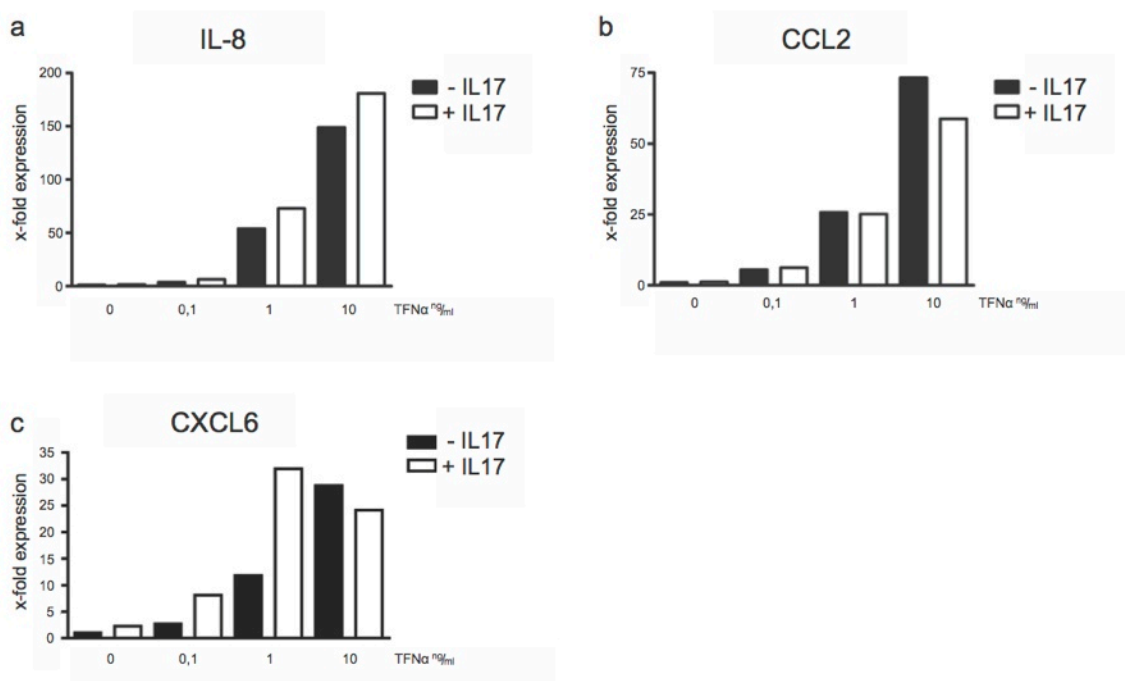 a
IL-8
x-fold expression
200
150
100
50
0
- IL17
+ IL17
0 0,1 1 10 TFNα ng/ml
b
CCL2
x-fold expression
75
50
25
0
- IL17
+ IL17
0 0,1 1 10 TFNα ng/ml
c
CXCL6
x-fold expression
35
30
25
20
15
10
5
0
- IL17
+ IL17
0 0,1 1 10 TFNα ng/ml